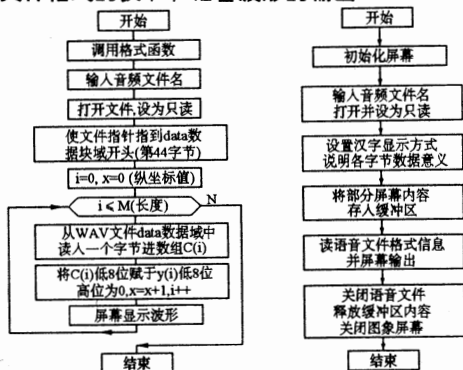 开始
调用格式函数
输入音频文件名
打开文件,设为只读
使文件指针指到data数
据块域开头(第44字节)
i=0, x=0 (纵坐标值)
i≤M(长度)
N
从WAV文件data数据域中
读入一个字节进数组C(i)
将C(i)低8位赋于y(i)低8位
高位为0,x=x+1,i++
屏幕显示波形
结束
开始
初始化屏幕
输入音频文件名
打开并设为只读
设置汉字显示方式
说明各字节数据意义
将部分屏幕内容
存入缓冲区
读语音文件格式信息
并屏幕输出
关闭语音文件
释放缓冲区内容
关闭图象屏幕
结束